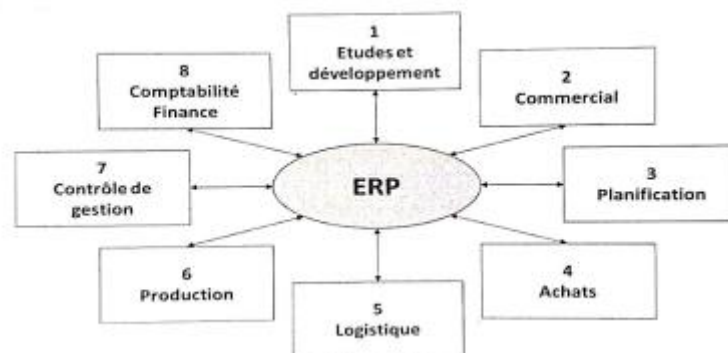 1
Etudes et
développement
2
Commercial
3
Planification
4
Achats
5
Logistique
6
Production
7
Contrôle de
gestion
8
Comptabilité
Finance
ERP